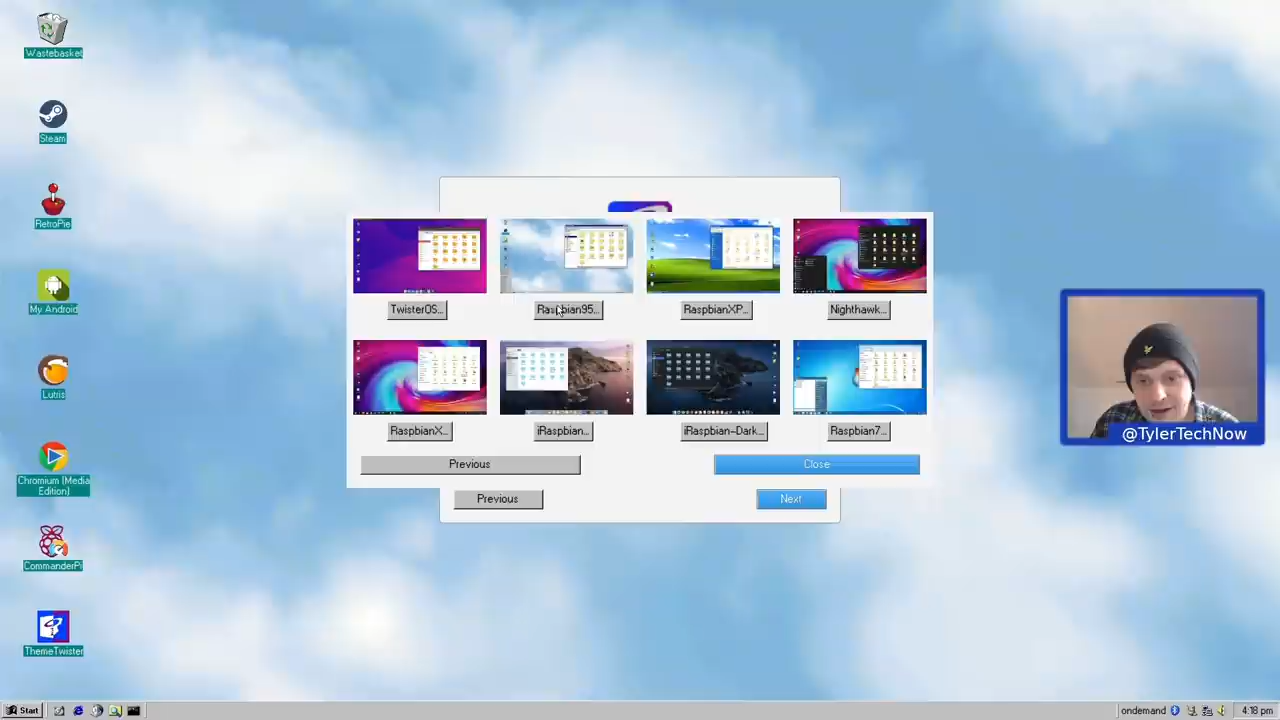 Wastebasket
Steam
RetroPie
My Android
Lutris
Chromium (Media
Edition)
CommanderPi
ThemeTwister
TwisterOS...
Raspbian95...
RaspbianXP...
Nighthawk...
RaspbianX...
iRaspbian...
iRaspbian-Dark...
Raspbian7...
Previous
Close
Previous
Next
@TylerTechNow
Start
ondemand
4:18 pm